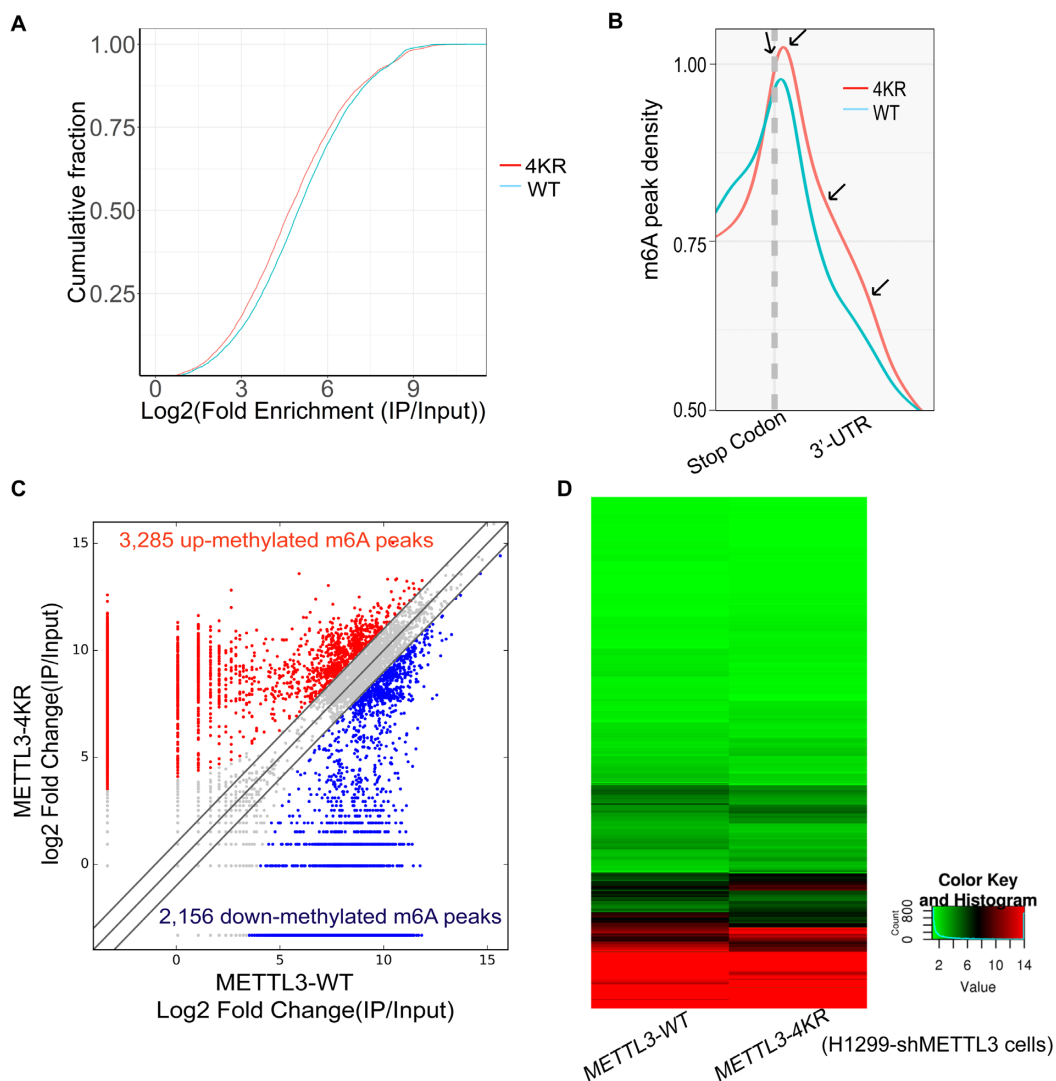 A
Cumulative fraction
1.00
0.75
0.50
0.25
0
3
6
9
Log2(Fold Enrichment (IP/Input))
4KR
WT
B
m6A peak density
1.00
0.75
0.50
4KR
WT
Stop Codon
3'-UTR
C
3,285 up-methylated m6A peaks
2,156 down-methylated m6A peaks
METTL3-4KR
log2 Fold Change(IP/Input)
15
10
5
0
0
5
10
15
METTL3-WT
Log2 Fold Change(IP/Input)
D
METTL3-WT
METTL3-4KR
(H1299-shMETTL3 cells)
Color Key
and Histogram
Count
800
0
2
6
10
14
Value